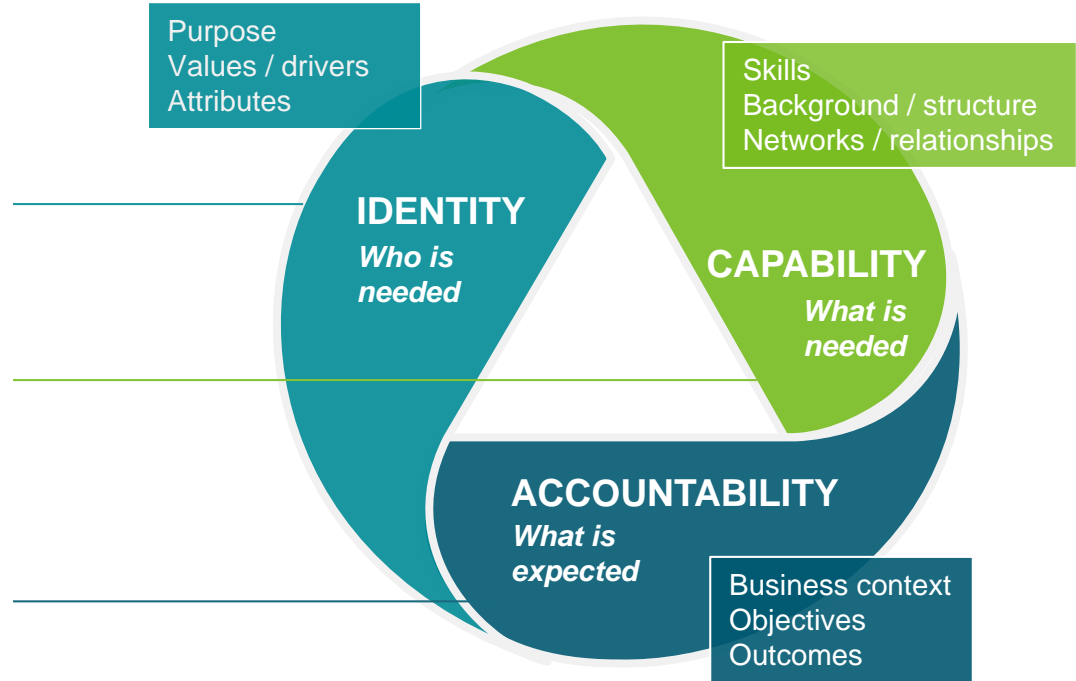 Purpose
Values / drivers
Attributes
Skills
Background / structure
Networks / relationships
IDENTITY
Who is
needed
CAPABILITY
What is
needed
ACCOUNTABILITY
What is
expected
Business context
Objectives
Outcomes